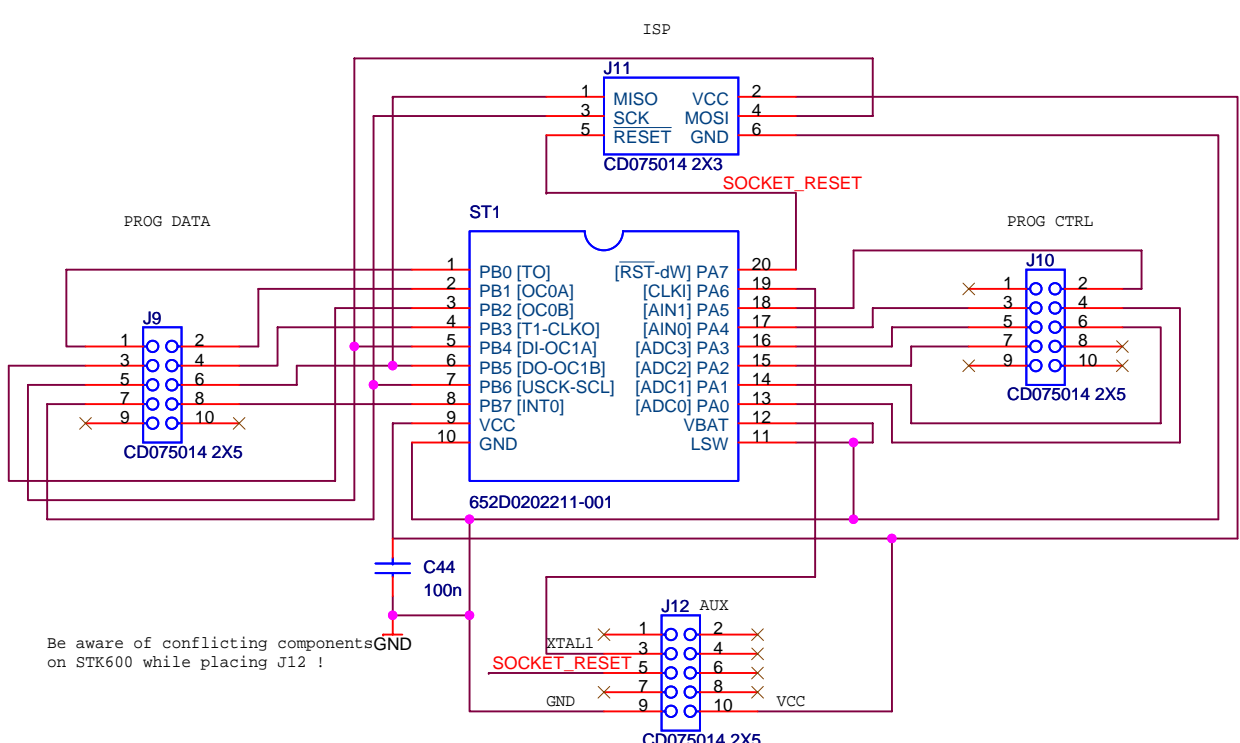 ISP
J11
1 MISO VCC 2
3 SCK MOSI 4
5 RESET GND 6
CD075014 2X3
SOCKET_RESET
PROG DATA
ST1
PROG CTRL
1 PB0 [TO] [RST-dW] PA7 20
2 PB1 [OC0A] [CLKI] PA6 19
3 PB2 [OC0B] [AIN1] PA5 18
4 PB3 [T1-CLKO] [AIN0] PA4 17
5 PB4 [DI-OC1A] [ADC3] PA3 16
6 PB5 [DO-OC1B] [ADC2] PA2 15
7 PB6 [USCK-SCL] [ADC1] PA1 14
8 PB7 [INT0] [ADC0] PA0 13
9 VCC VBAT 12
10 GND LSW 11
652D0202211-001
J10
1 2
3 4
5 6
7 8
9 10
CD075014 2X5
J9
1 2
3 4
5 6
7 8
9 10
CD075014 2X5
C44
100n
GND
Be aware of conflicting components
on STK600 while placing J12 !
J12 AUX
1 2
XTAL1 3 4
SOCKET_RESET 5 6
7 8
GND 9 10 VCC
CD075014 2X5